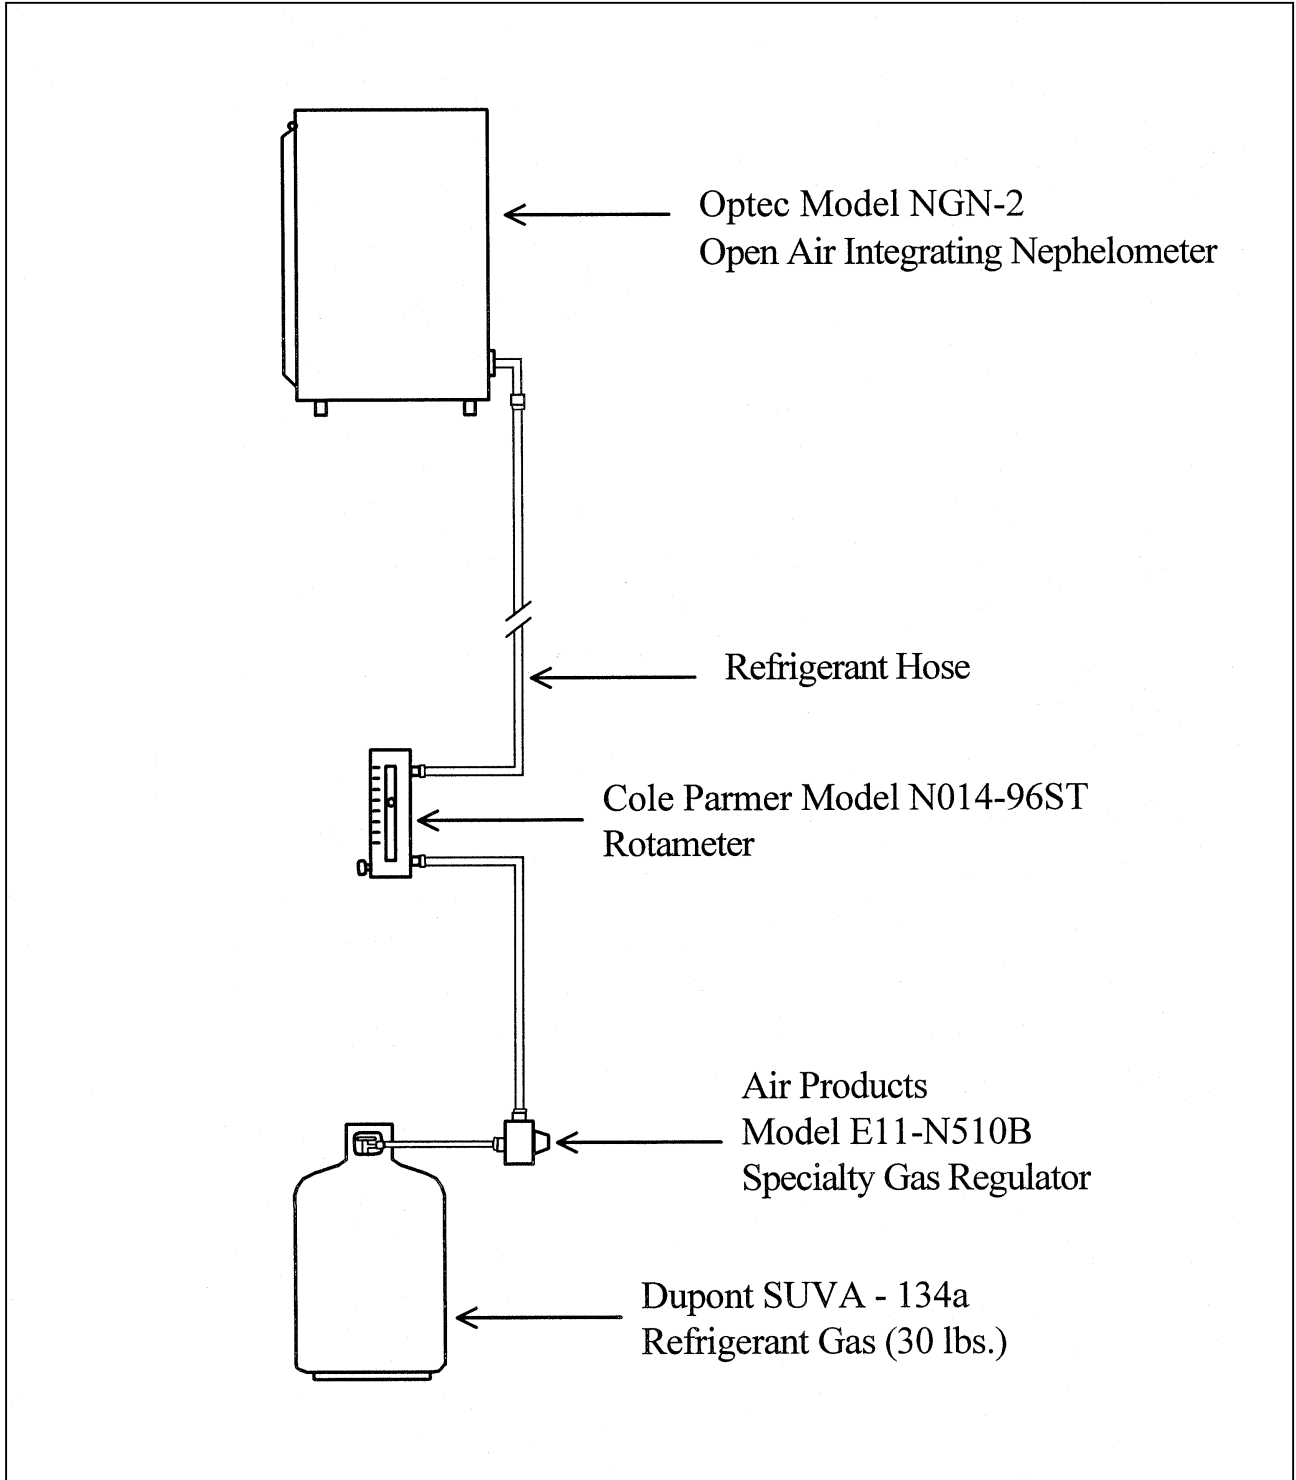 Optec Model NGN-2
Open Air Integrating Nephelometer
Refrigerant Hose
Cole Parmer Model N014-96ST
Rotameter
Air Products
Model E11-N510B
Specialty Gas Regulator
Dupont SUVA - 134a
Refrigerant Gas (30 lbs.)